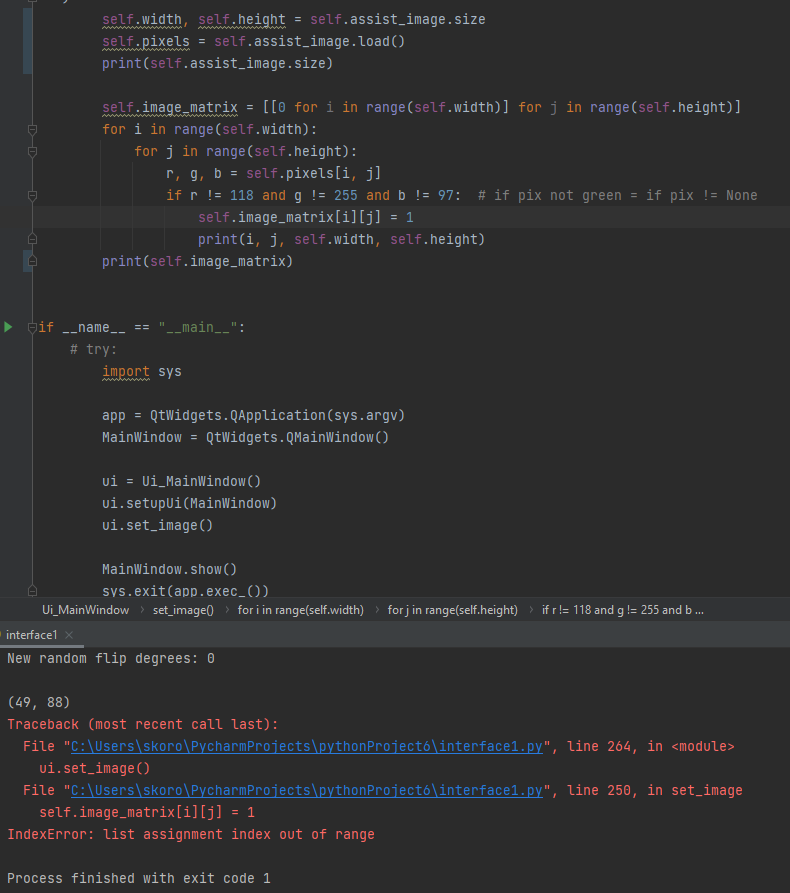 self.width, self.height = self.assist_image.size
self.pixels = self.assist_image.load()
print(self.assist_image.size)
self.image_matrix = [[0 for i in range(self.width)] for j in range(self.height)]
for i in range(self.width):
for j in range(self.height):
r, g, b = self.pixels[i, j]
if r != 118 and g != 255 and b != 97:  # if pix not green = if pix != None
self.image_matrix[i][j] = 1
print(i, j, self.width, self.height)
print(self.image_matrix)
if __name__ == "__main__":
# try:
import sys
app = QtWidgets.QApplication(sys.argv)
MainWindow = QtWidgets.QMainWindow()
ui = Ui_MainWindow()
ui.setupUi(MainWindow)
ui.set_image()
MainWindow.show()
sys.exit(app.exec_())
Ui_MainWindow › set_image() › for i in range(self.width) › for j in range(self.height) › if r != 118 and g != 255 and b ...
interface1 ×
New random flip degrees: 0
(49, 88)
Traceback (most recent call last):
File "C:\Users\skoro\PycharmProjects\pythonProject6\interface1.py", line 264, in <module>
ui.set_image()
File "C:\Users\skoro\PycharmProjects\pythonProject6\interface1.py", line 250, in set_image
self.image_matrix[i][j] = 1
IndexError: list assignment index out of range
Process finished with exit code 1